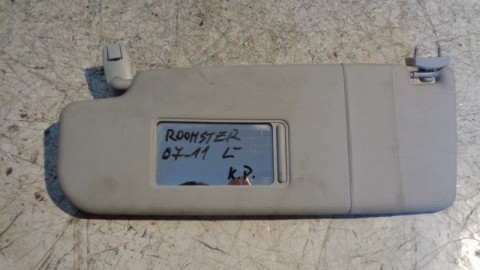 ROOMSTER
07-11 L
K.P.